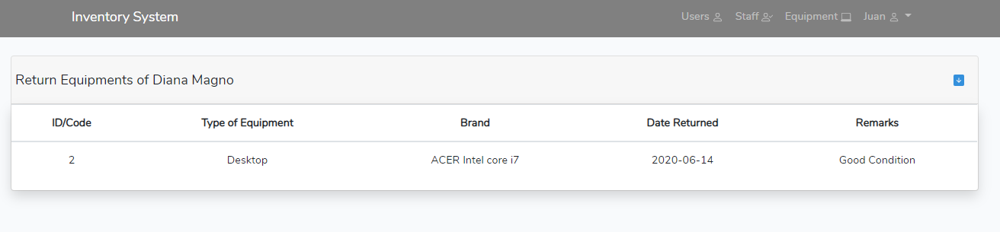 Inventory System Users Staff Equipment Juan
Return Equipments of Diana Magno
ID/Code Type of Equipment Brand Date Returned Remarks
2 Desktop ACER Intel core i7 2020-06-14 Good Condition